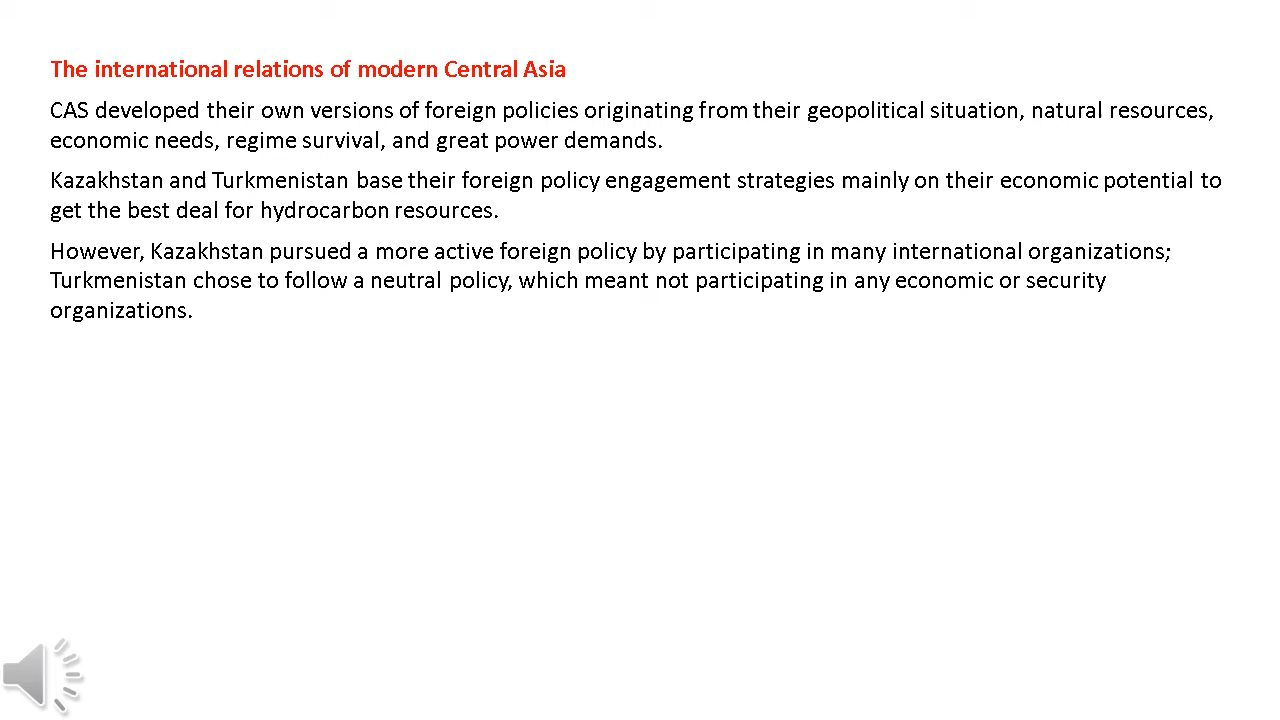 The international relations of modern Central Asia
CAS developed their own versions of foreign policies originating from their geopolitical situation, natural resources,
economic needs, regime survival, and great power demands.
Kazakhstan and Turkmenistan base their foreign policy engagement strategies mainly on their economic potential to
get the best deal for hydrocarbon resources.
However, Kazakhstan pursued a more active foreign policy by participating in many international organizations;
Turkmenistan chose to follow a neutral policy, which meant not participating in any economic or security
organizations.